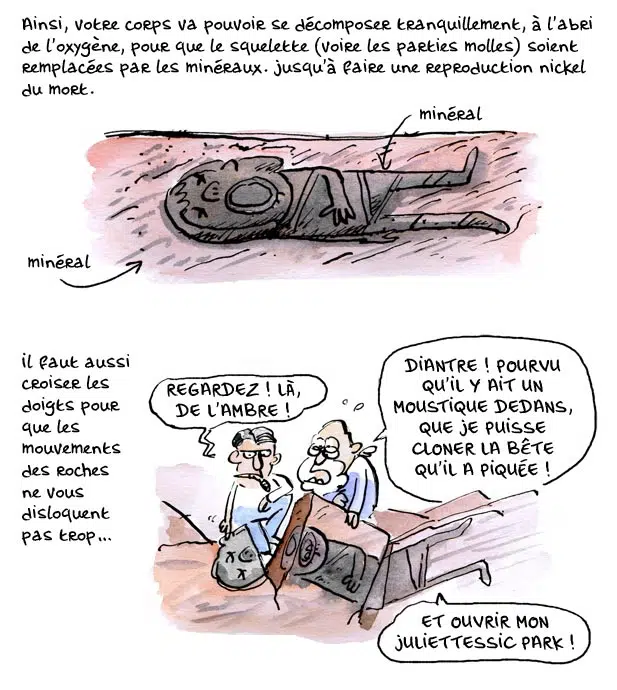 Ainsi, votre corps va pouvoir se décomposer tranquillement, à l'abri
de l'oxygène, pour que le squelette (voire les parties molles) soient
remplacées par les minéraux. jusqu'à faire une reproduction nickel
du mort.
minéral
minéral
il faut aussi
croiser les
doigts pour
que les
mouvements
des roches
ne vous
disloquent
pas trop...
REGARDEZ ! LÀ,
DE L'AMBRE !
DIANTRE ! POURVU
QU'IL Y AIT UN
MOUSTIQUE DEDANS,
QUE JE PUISSE
CLONER LA BÊTE
QU'IL A PIQUÉE !
ET OUVRIR MON
JULIETTESSIC PARK !